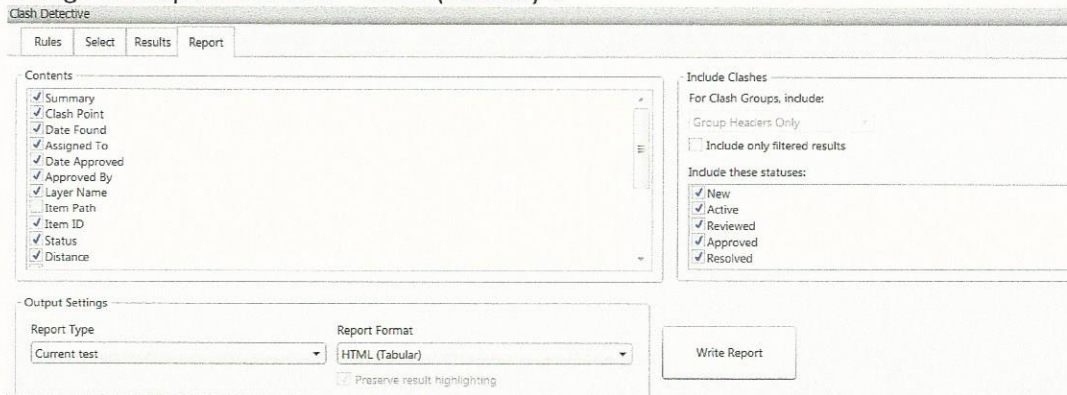 Clash Detective
Rules Select Results Report
Contents
Summary
Clash Point
Date Found
Assigned To
Date Approved
Approved By
Layer Name
Item Path
Item ID
Status
Distance
Include Clashes
For Clash Groups, include:
Group Headers Only
Include only filtered results
Include these statuses:
New
Active
Reviewed
Approved
Resolved
Output Settings
Report Type
Current test
Report Format
HTML (Tabular)
Preserve result highlighting
Write Report